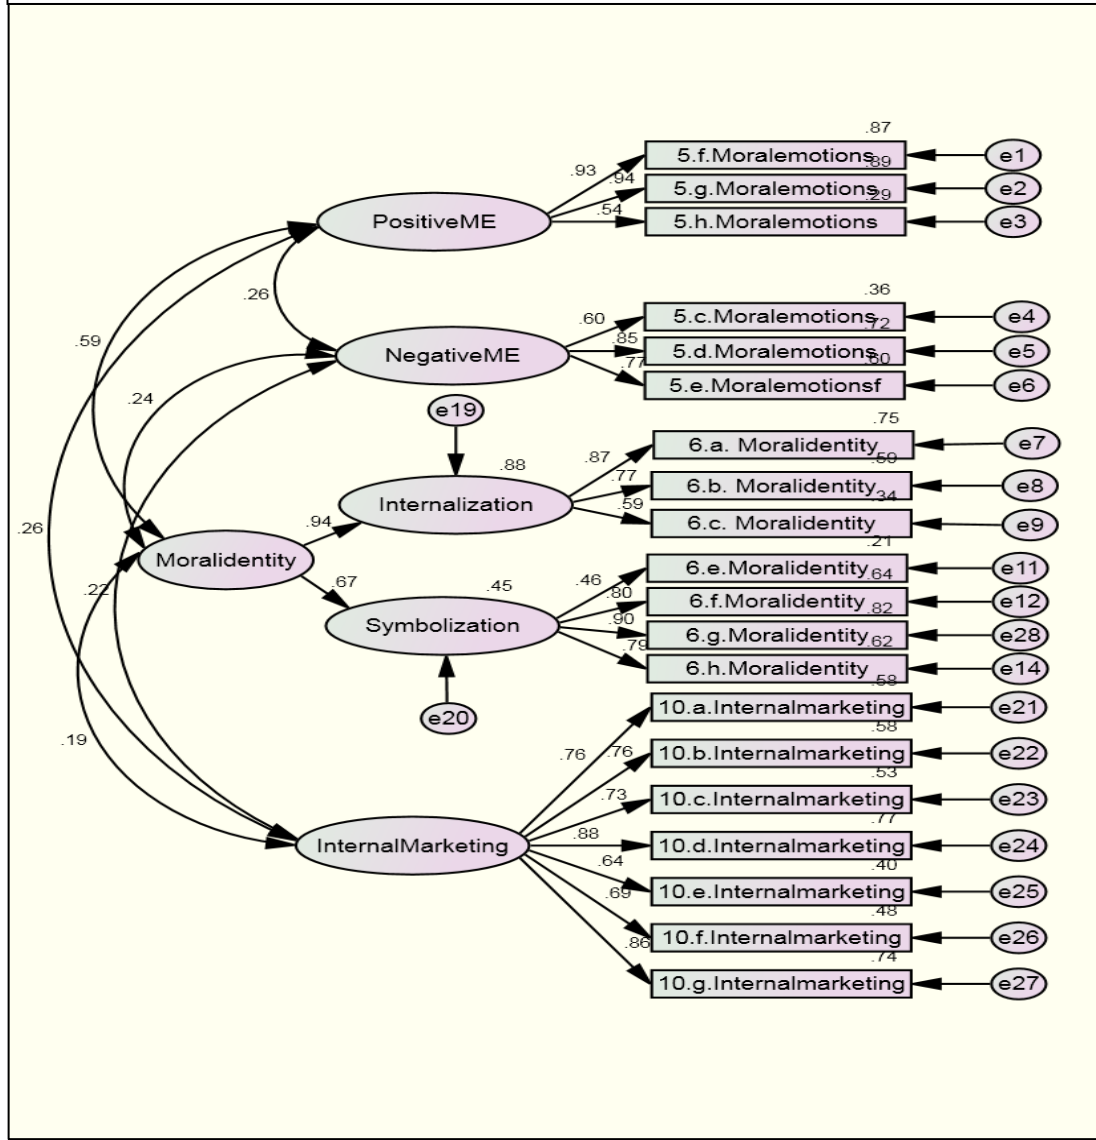 .87
5.f.Moralemotions
e1
.93
.89
.94
5.g.Moralemotions
e2
.29
PositiveME
.54
5.h.Moralemotions
e3
.26
.36
.60
5.c.Moralemotions
e4
.72
.59
.85
5.d.Moralemotions
e5
NegativeME
.60
.77
5.e.Moralemotionsf
e6
.24
e19
.75
.88
.87
6.a. Moralidentity
e7
.59
Internalization
.77
6.b. Moralidentity
e8
.34
.26
.94
.59
6.c. Moralidentity
e9
.21
Moralidentity
.46
6.e.Moralidentity
e11
.64
.22
.67
.45
.80
6.f.Moralidentity
e12
.82
Symbolization
.90
6.g.Moralidentity
e28
.62
.79
6.h.Moralidentity
e14
.58
e20
10.a.Internalmarketing
e21
.19
.58
.76
.76
10.b.Internalmarketing
e22
.53
.73
10.c.Internalmarketing
e23
.77
InternalMarketing
.88
10.d.Internalmarketing
e24
.40
.64
10.e.Internalmarketing
e25
.48
.69
10.f.Internalmarketing
e26
.74
.86
10.g.Internalmarketing
e27